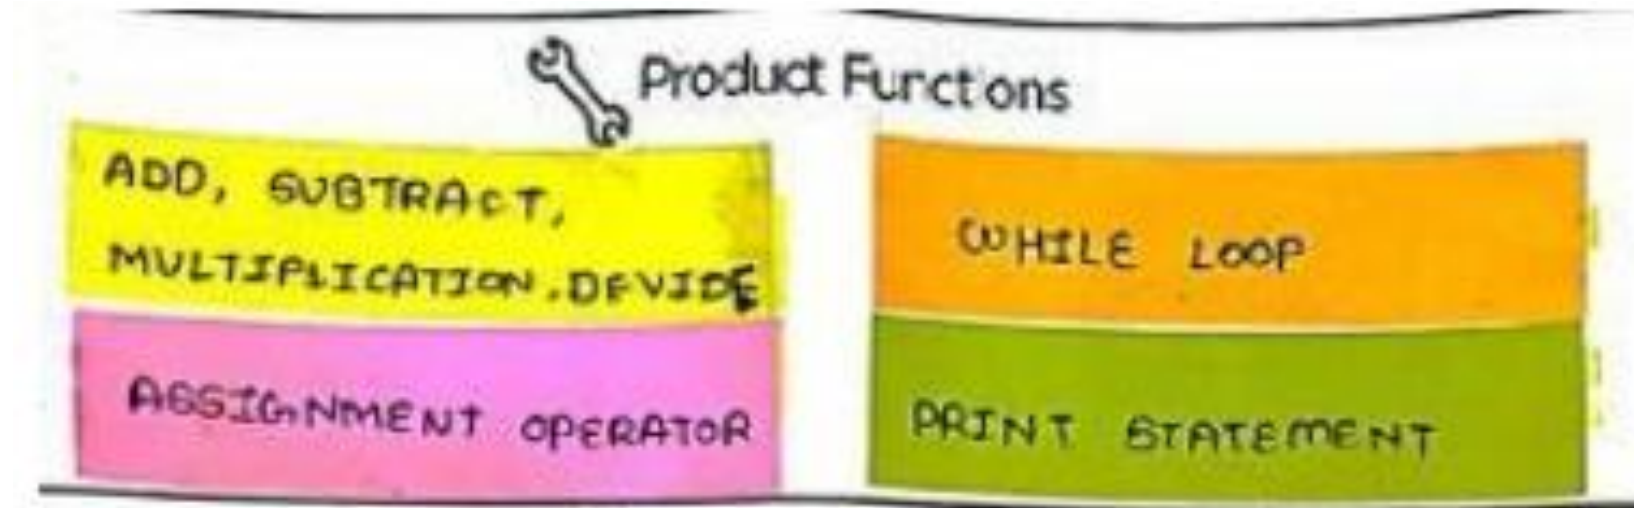 Product Functions
ADD, SUBTRACT,
MULTIPLICATION, DEVIDE
WHILE LOOP
ASSIGNMENT OPERATOR
PRINT STATEMENT